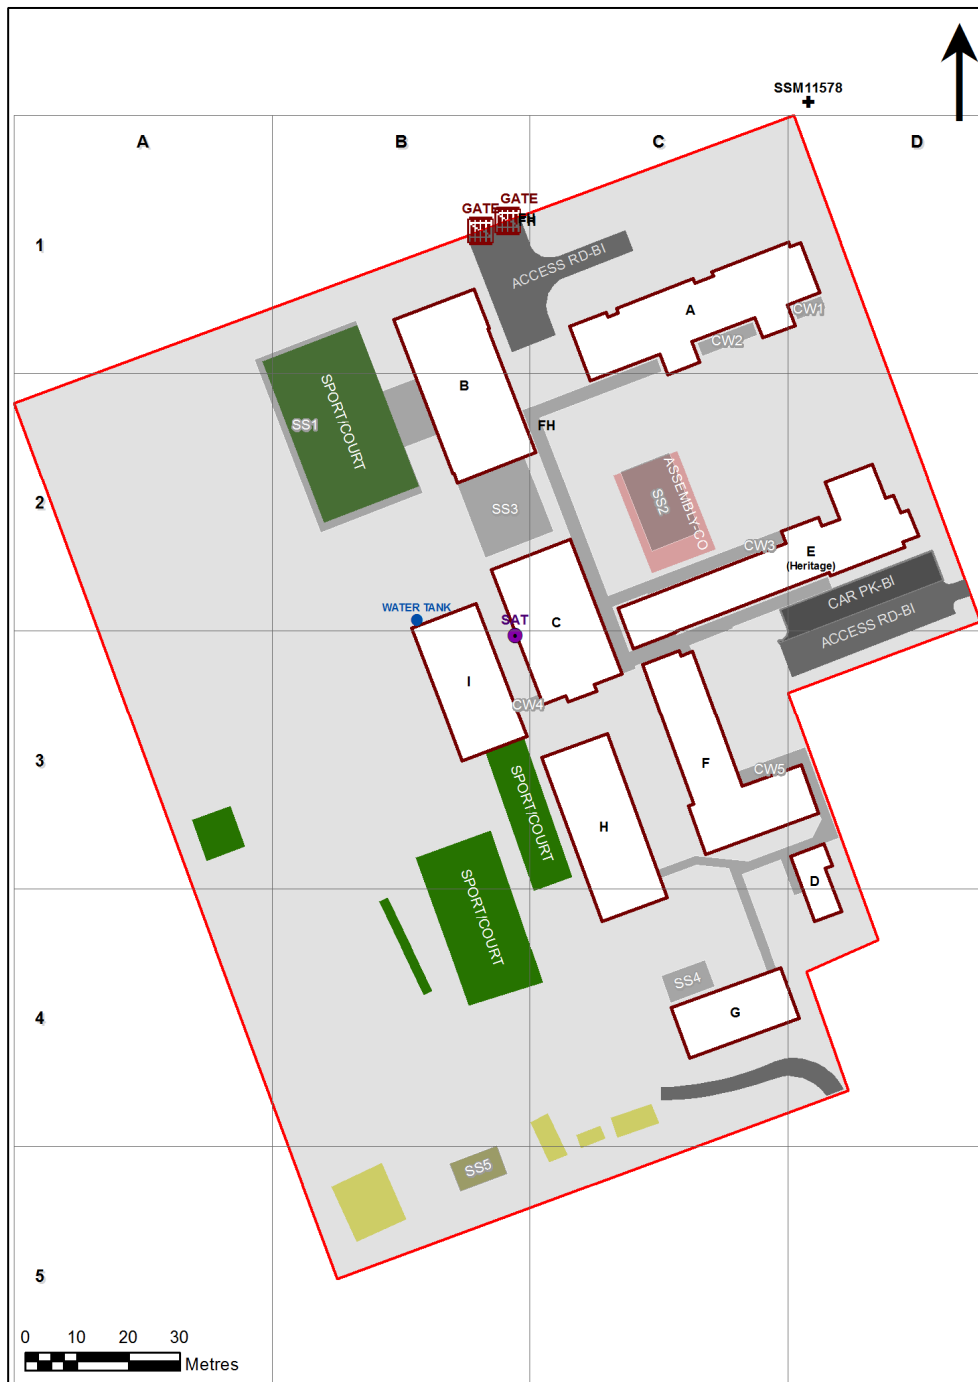 SSM11578
A
B
C
D
GATE
GATE
FH
1
ACCESS RD-BI
A
CW1
CW2
B
SPORT/COURT
SS1
FH
2
SS3
SS2
ASSEMBLY-CO
CW3
E
(Heritage)
CAR PK-BI
ACCESS RD-BI
WATER TANK
SAT
C
I
CW4
3
SPORT/COURT
F
CW5
H
D
SPORT/COURT
SS4
G
4
SS5
5
0 10 20 30
Metres